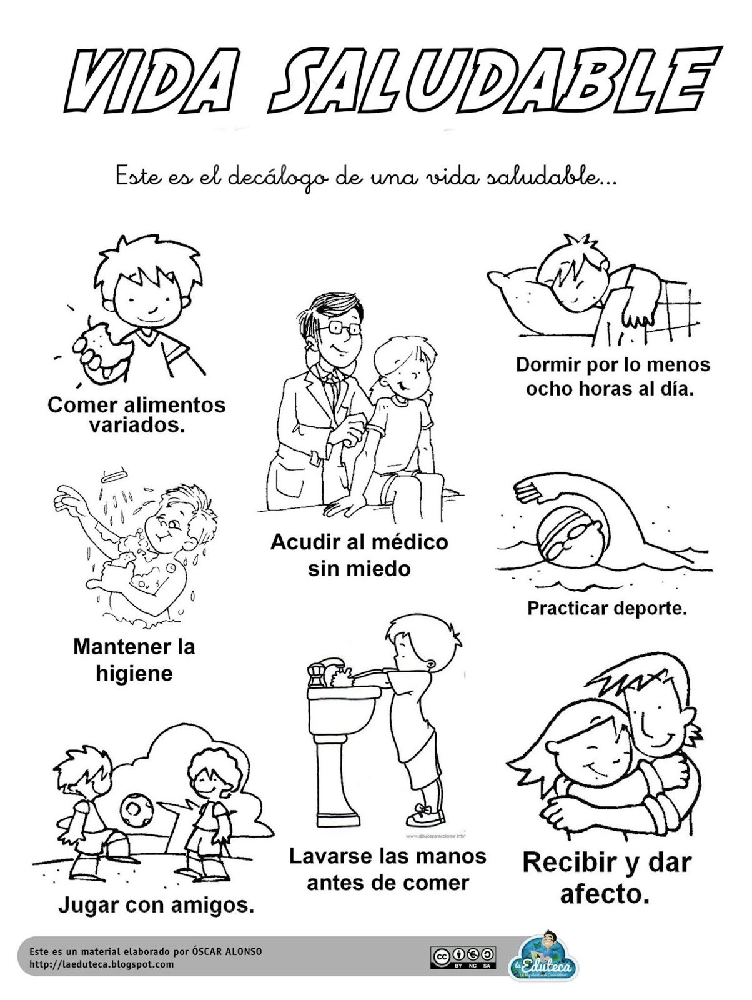 VIDA SALUDABLE
Este es el decálogo de una vida saludable...
Comer alimentos
variados.
Acudir al médico
sin miedo
Dormir por lo menos
ocho horas al día.
Mantener la
higiene
Practicar deporte.
Jugar con amigos.
www.dibujosparacolorear.info
Lavarse las manos
antes de comer
Recibir y dar
afecto.
Este es un material elaborado por ÓSCAR ALONSO
http://laeduteca.blogspot.com
cc
BY NC SA
la Eduteca